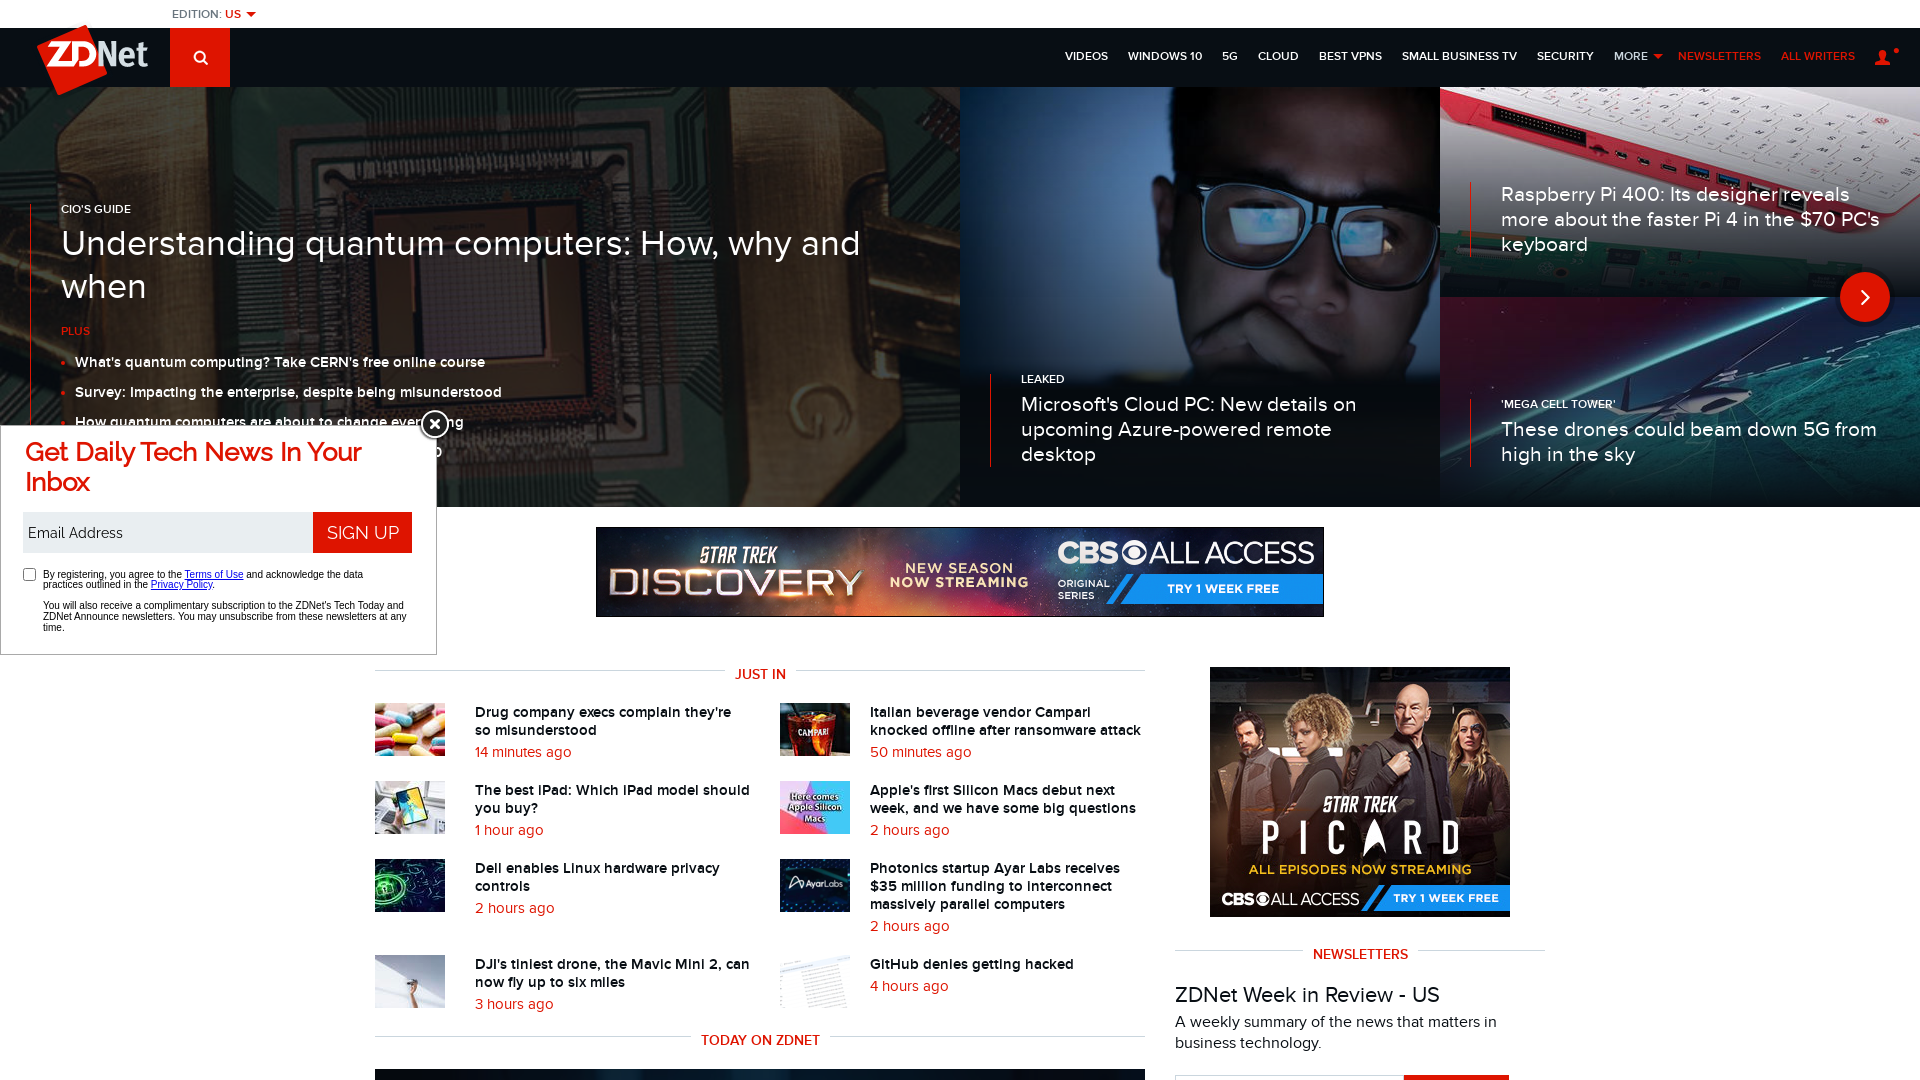 EDITION: US
ZDNet
VIDEOS WINDOWS 10 5G CLOUD BEST VPNS SMALL BUSINESS TV SECURITY MORE NEWSLETTERS ALL WRITERS
CIO'S GUIDE
Understanding quantum computers: How, why and
when
PLUS
What's quantum computing? Take CERN's free online course
Survey: Impacting the enterprise, despite being misunderstood
How quantum computers are about to change
LEAKED
Microsoft's Cloud PC: New details on
upcoming Azure-powered remote
desktop
Raspberry Pi 400: Its designer reveals
more about the faster Pi 4 in the $70 PC's
keyboard
'MEGA CELL TOWER'
These drones could beam down 5G from
high in the sky
Get Daily Tech News In Your
Inbox
Email Address
SIGN UP
By registering, you agree to the Terms of Use and acknowledge the data
practices outlined in the Privacy Policy.
You will also receive a complimentary subscription to the ZDNet's Tech Today and
ZDNet Announce newsletters. You may unsubscribe from these newsletters at any
time.
STAR TREK
DISCOVERY
NEW SEASON
NOW STREAMING
CBS ALL ACCESS
ORIGINAL
SERIES
TRY 1 WEEK FREE
JUST IN
Drug company execs complain they're
so misunderstood
14 minutes ago
CAMPARI
Italian beverage vendor Campari
knocked offline after ransomware attack
50 minutes ago
The best iPad: Which iPad model should
you buy?
1 hour ago
Here comes
Apple Silicon
Macs
Apple's first Silicon Macs debut next
week, and we have some big questions
2 hours ago
Dell enables Linux hardware privacy
controls
2 hours ago
AyarLabs
Photonics startup Ayar Labs receives
$35 million funding to interconnect
massively parallel computers
2 hours ago
DJI's tiniest drone, the Mavic Mini 2, can
now fly up to six miles
3 hours ago
GitHub denies getting hacked
4 hours ago
TODAY ON ZDNET
STAR TREK
PICARD
ALL EPISODES NOW STREAMING
CBS ALL ACCESS
TRY 1 WEEK FREE
NEWSLETTERS
ZDNet Week in Review - US
A weekly summary of the news that matters in
business technology.